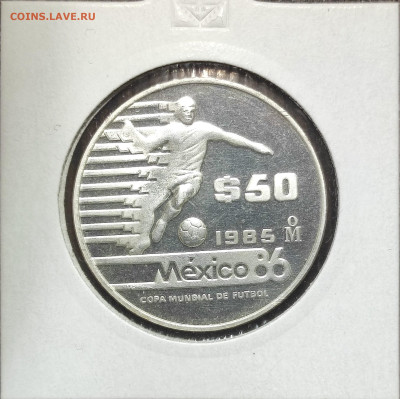 COINS.LAVE.RU
$50
1985 Mo
México 86
COPA MUNDIAL DE FUTBOL